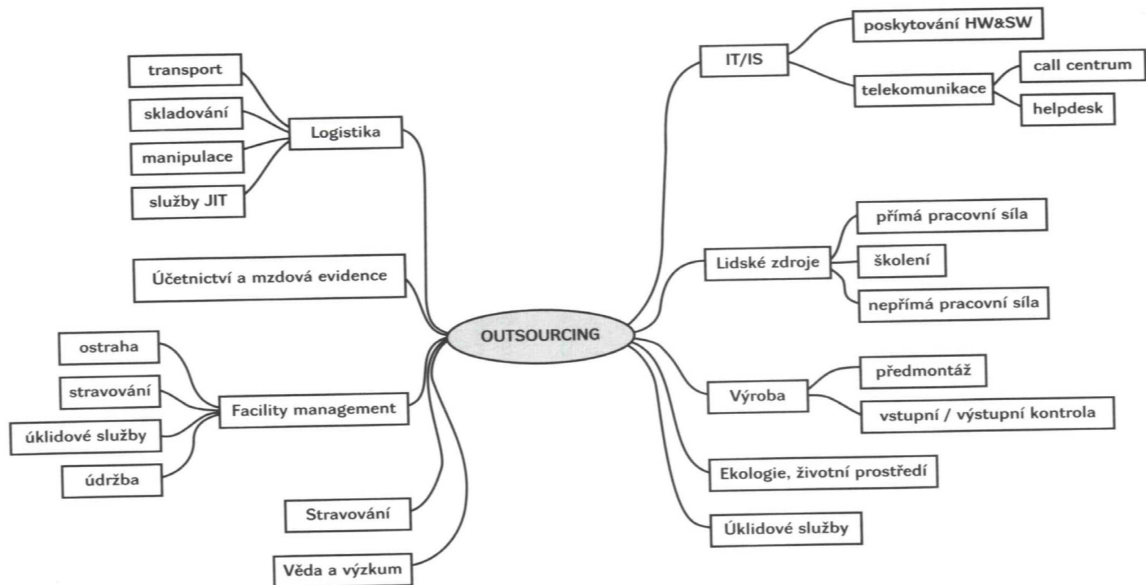 transport
skladování
manipulace
služby JIT
Logistika
Účetnictví a mzdová evidence
ostraha
stravování
úklidové služby
údržba
Facility management
Stravování
Věda a výzkum
OUTSOURCING
IT/IS
poskytování HW&SW
telekomunikace
call centrum
helpdesk
Lidské zdroje
přímá pracovní síla
školení
nepřímá pracovní síla
Výroba
předmontáž
vstupní / výstupní kontrola
Ekologie, životní prostředí
Úklidové služby